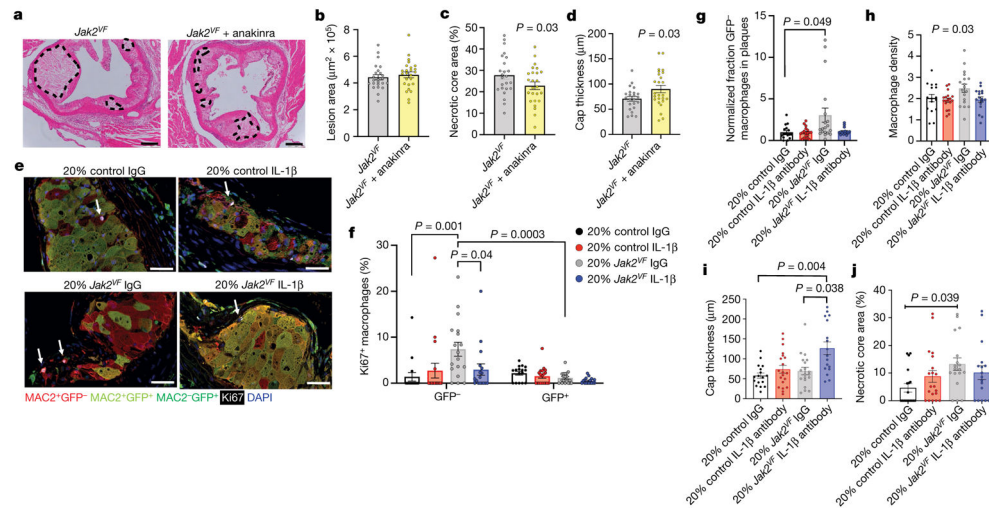 a
Jak2VF
Jak2VF + anakinra
b
Lesion area (μm2 × 105)
8
6
4
2
0
Jak2VF
Jak2VF + anakinra
c
P = 0.03
Necrotic core area (%)
50
40
30
20
10
0
Jak2VF
Jak2VF + anakinra
d
P = 0.03
Cap thickness (μm)
200
150
100
50
0
Jak2VF
Jak2VF + anakinra
e
20% control IgG
20% control IL-1β
20% Jak2VF IgG
20% Jak2VF IL-1β
MAC2+GFP– MAC2+GFP+ MAC2–GFP+ Ki67 DAPI
f
P = 0.001
P = 0.0003
P = 0.04
Ki67+ macrophages (%)
30
20
10
0
GFP–
GFP+
20% control IgG
20% control IL-1β
20% Jak2VF IgG
20% Jak2VF IL-1β
g
P = 0.049
Normalized fraction GFP–
macrophages in plaques
15
10
5
0
20% control IgG
20% control IL-1β antibody
20% Jak2VF IgG
20% Jak2VF IL-1β antibody
h
P = 0.03
Macrophage density
6
4
2
0
20% control IgG
20% control IL-1β antibody
20% Jak2VF IgG
20% Jak2VF IL-1β antibody
i
P = 0.004
P = 0.038
Cap thickness (μm)
250
200
150
100
50
0
20% control IgG
20% control IL-1β antibody
20% Jak2VF IgG
20% Jak2VF IL-1β antibody
j
P = 0.039
Necrotic core area (%)
40
30
20
10
0
20% control IgG
20% control IL-1β antibody
20% Jak2VF IgG
20% Jak2VF IL-1β antibody